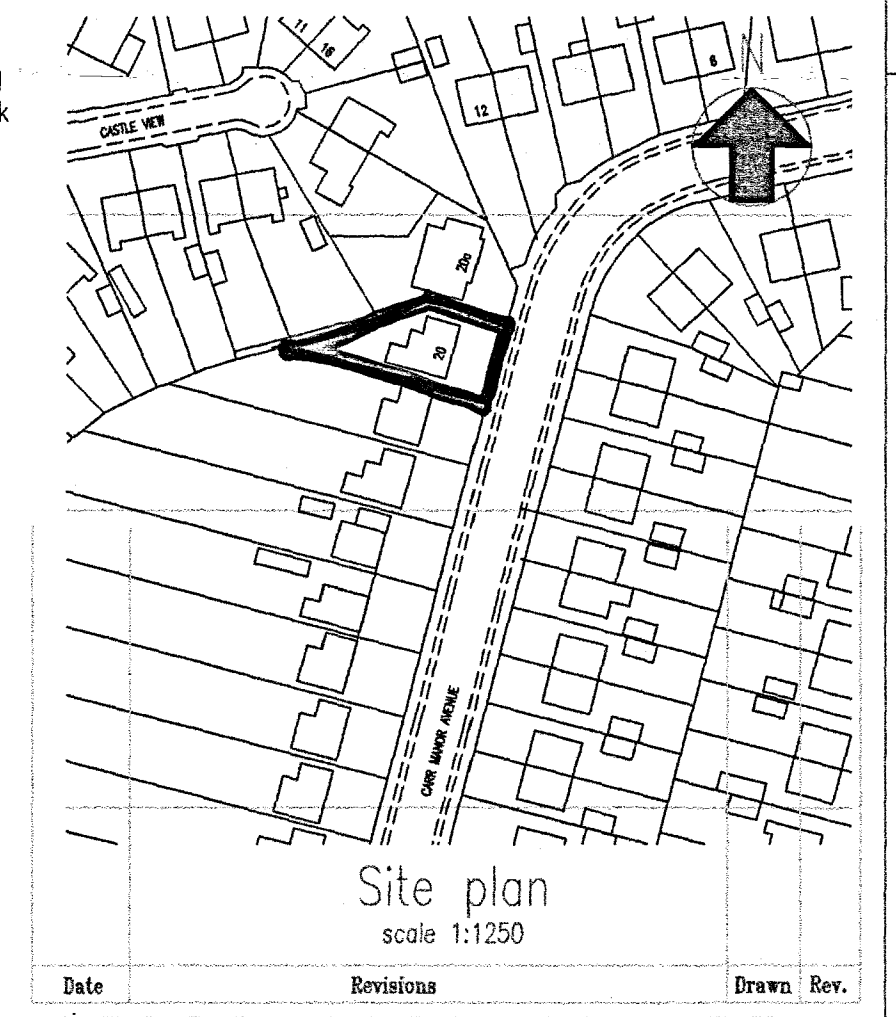 11
16
8
N
k
12
CASTLE VIEW
20a
20
CARR MANOR AVENUE
Site plan
scale 1:1250
Date Revisions Drawn Rev.